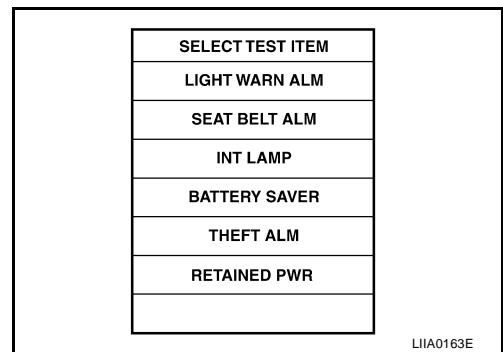 SELECT TEST ITEM
LIGHT WARN ALM
SEAT BELT ALM
INT LAMP
BATTERY SAVER
THEFT ALM
RETAINED PWR
LIIA0163E